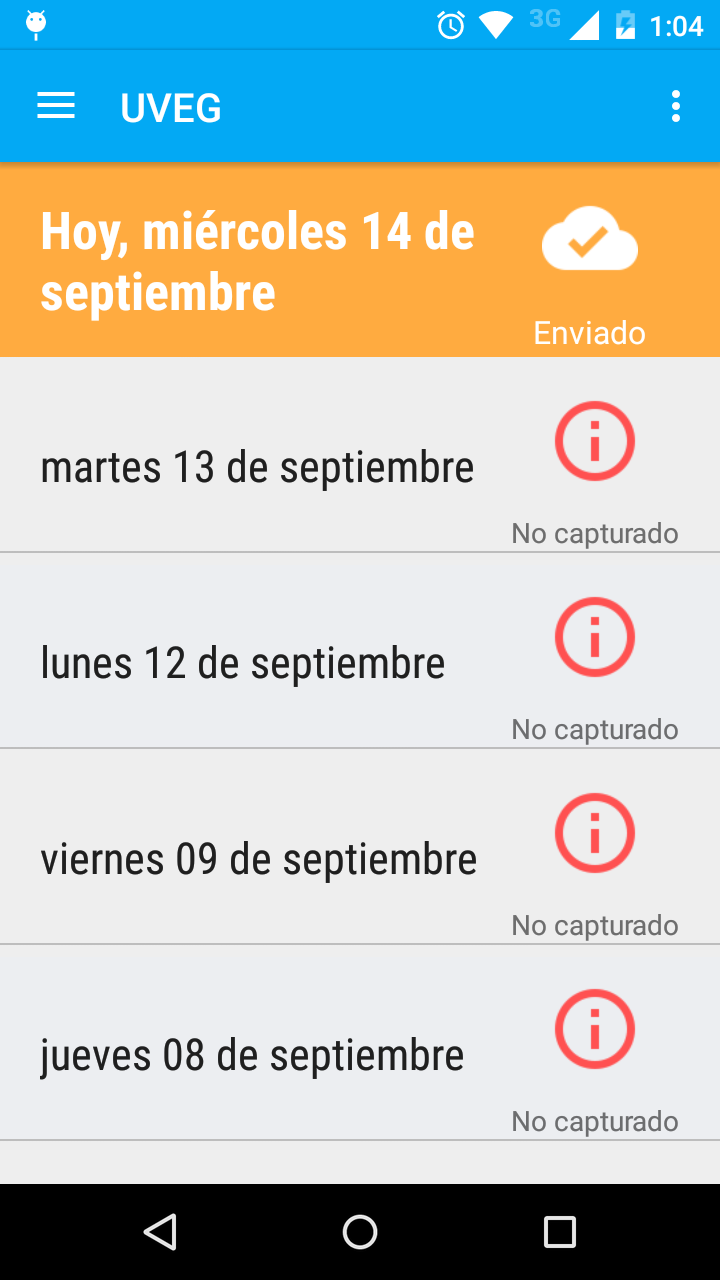 3G
1:04
UVEG
Hoy, miércoles 14 de
septiembre
Enviado
martes 13 de septiembre
No capturado
lunes 12 de septiembre
No capturado
viernes 09 de septiembre
No capturado
jueves 08 de septiembre
No capturado